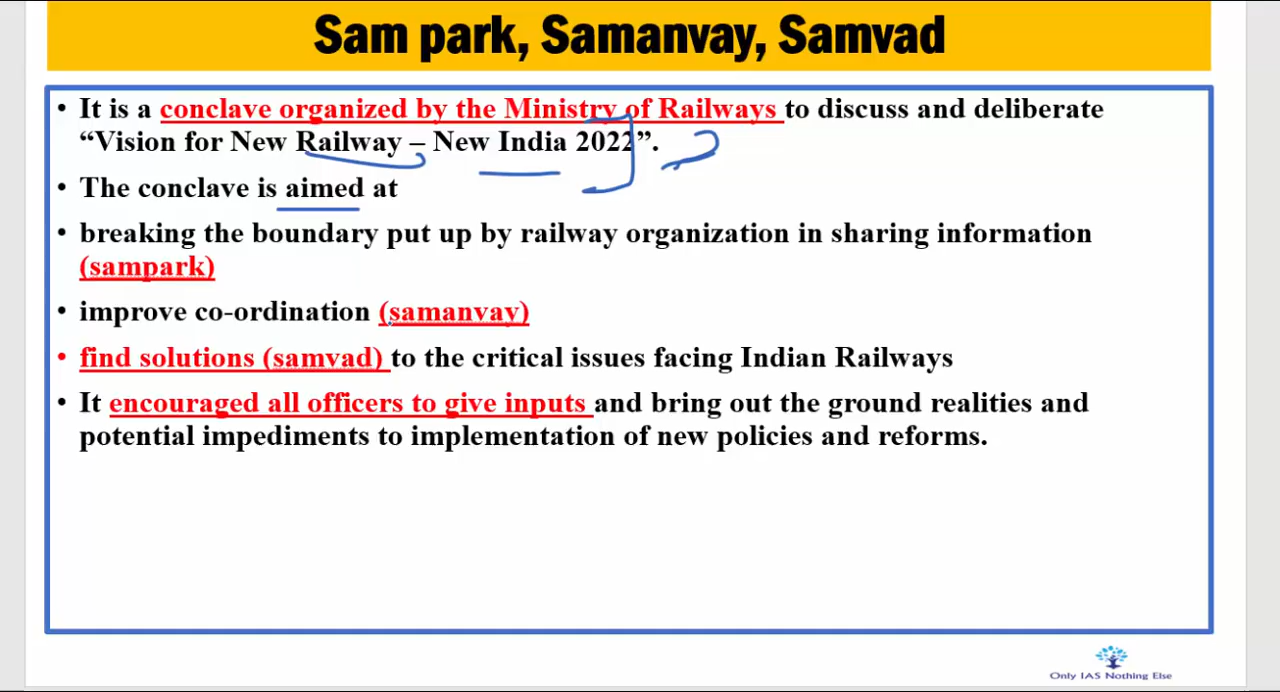 Sam park, Samanvay, Samvad
• It is a conclave organized by the Ministry of Railways to discuss and deliberate
“Vision for New Railway – New India 2022”.
• The conclave is aimed at
• breaking the boundary put up by railway organization in sharing information
(sampark)
• improve co-ordination (samanvay)
• find solutions (samvad) to the critical issues facing Indian Railways
• It encouraged all officers to give inputs and bring out the ground realities and
potential impediments to implementation of new policies and reforms.
Only IAS Nothing Else